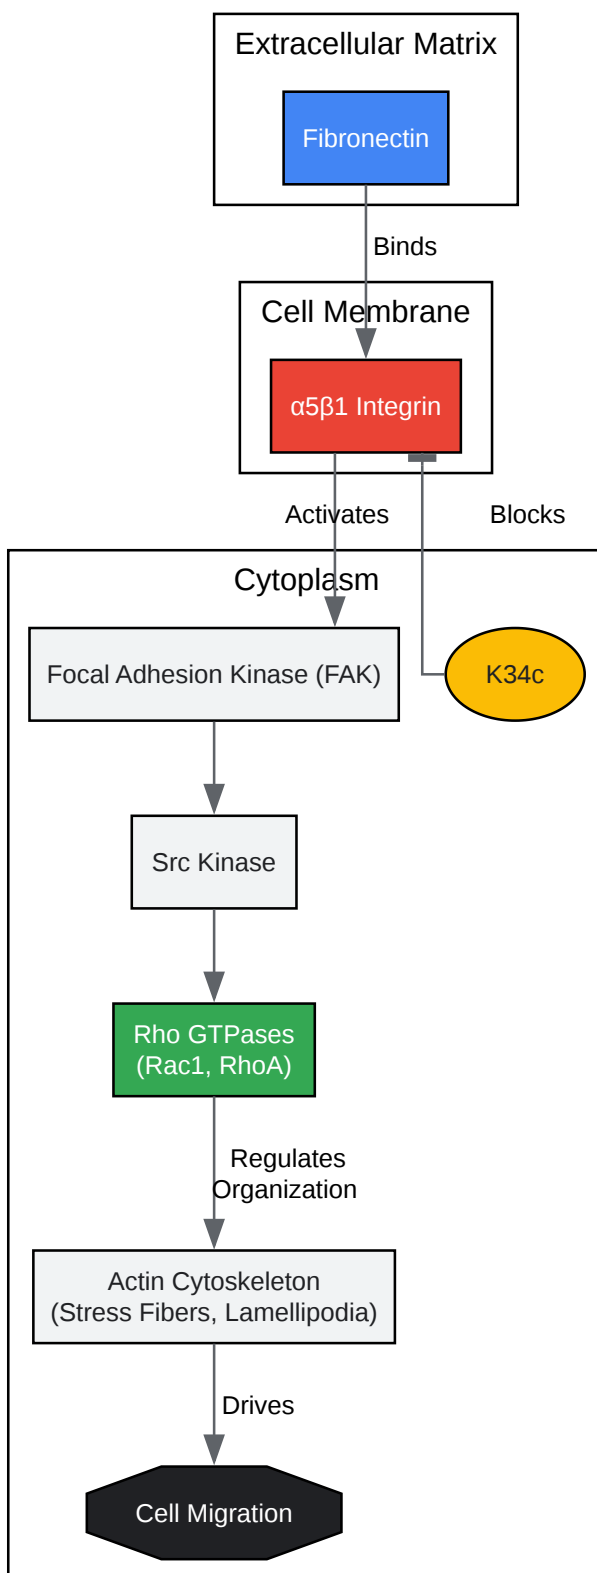 Extracellular Matrix
Fibronectin
Binds
Cell Membrane
α5β1 Integrin
Activates
Blocks
Cytoplasm
Focal Adhesion Kinase (FAK)
K34c
Src Kinase
Rho GTPases
(Rac1, RhoA)
Regulates
Organization
Actin Cytoskeleton
(Stress Fibers, Lamellipodia)
Drives
Cell Migration